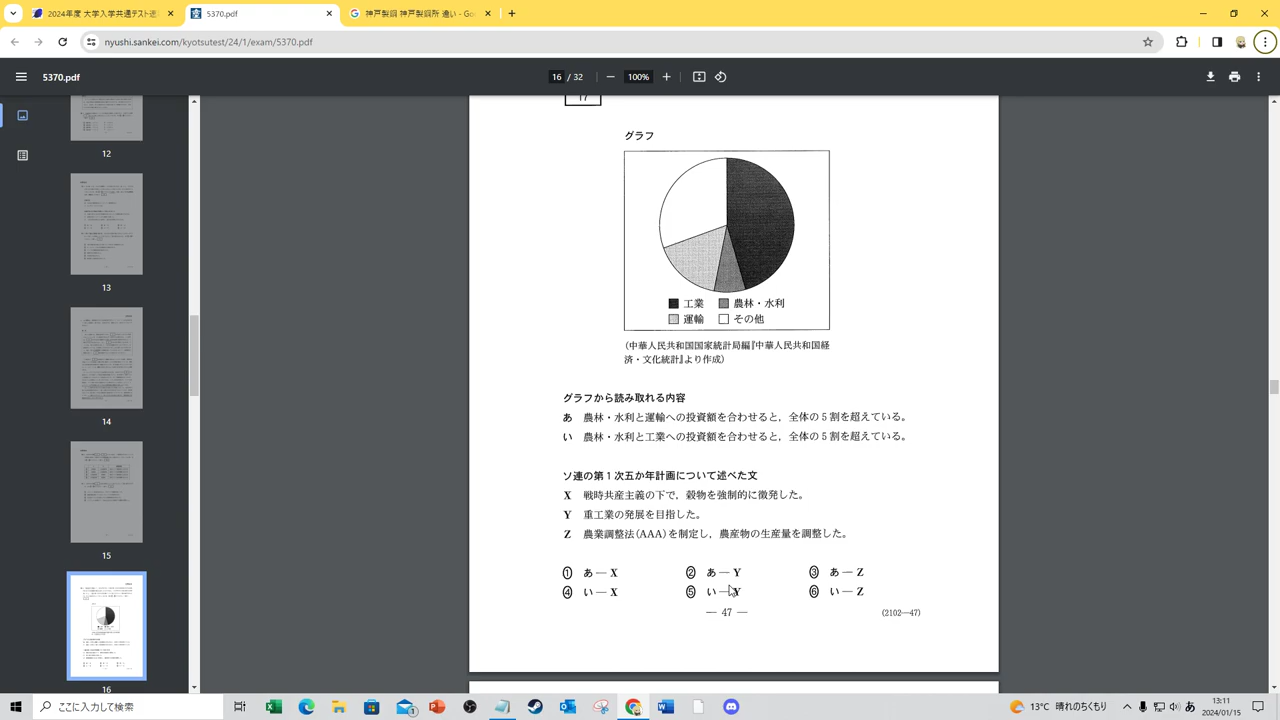 2024年度 大学入学共通テスト速
5370.pdf
神戸製鋼 神戸製鋼所 違い - Go
nyushi.sankei.com/kyotsutest/24/1/exam/5370.pdf
5370.pdf
16 / 32
100%
12
13
14
15
16
17
グラフ
工業 農林・水利
運輸 その他
(中華人民共和国国家統計局編『中華人民共和国経
済・文化統計』より作成)
グラフから読み取れる内容
あ 農林・水利と運輸への投資額を合わせると，全体の5割を超えている。
い 農林・水利と工業への投資額を合わせると，全体の5割を超えている。
ソ連の第1次五か年計画について述べた文
X 戦時共産主義の下で，穀物を強制的に徴発した。
Y 重工業の発展を目指した。
Z 農業調整法(AAA)を制定し，農産物の生産量を調整した。
① あ — X ② あ — Y ③ あ — Z
④ い — X ⑤ い — Y ⑥ い — Z
— 47 —
(2102—47)
ここに入力して検索
13°C 晴れのちくもり
あ
13:11
2024/01/15